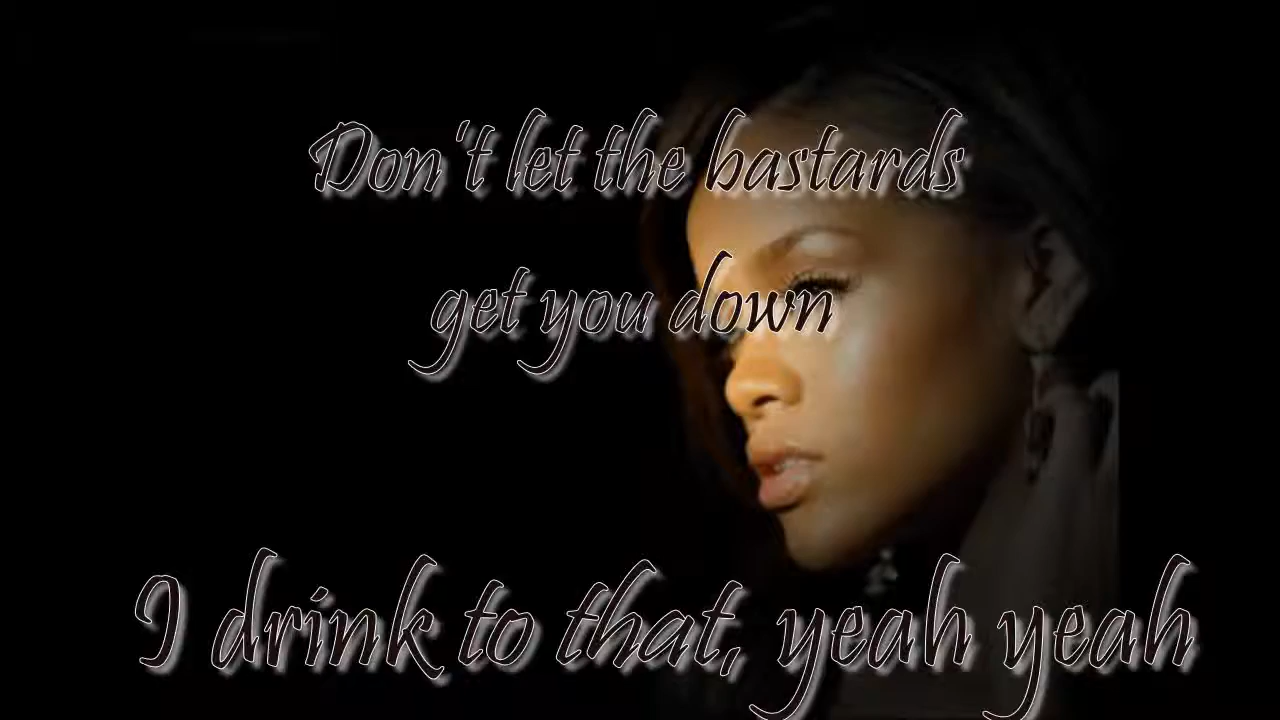 Don't let the bastards
get you down
I drink to that, yeah yeah